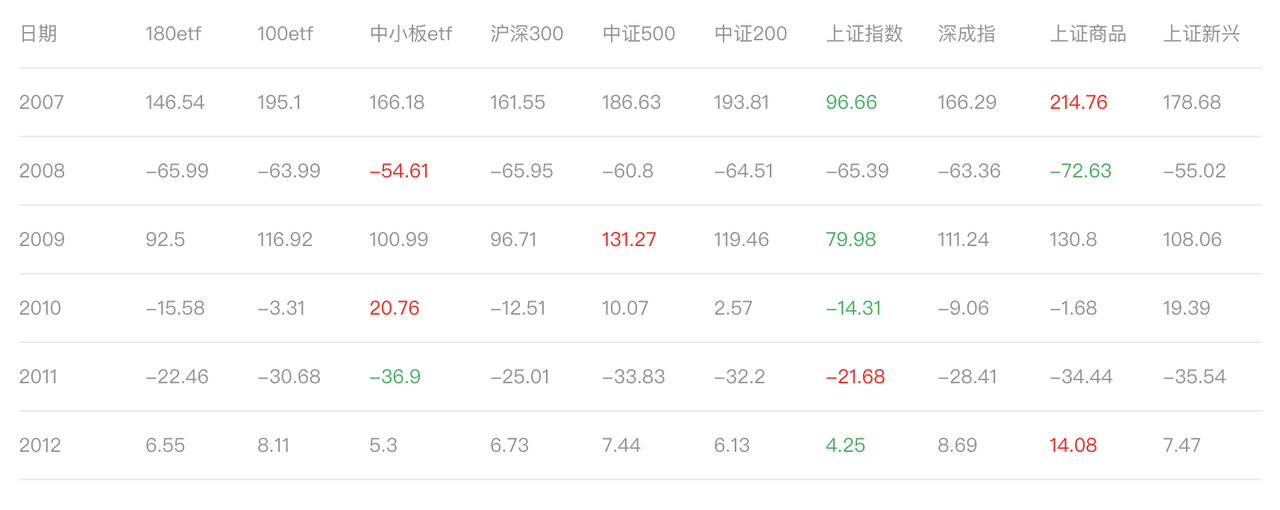 日期 180etf 100etf 中小板etf 沪深300 中证500 中证200 上证指数 深成指 上证商品 上证新兴
2007 146.54 195.1 166.18 161.55 186.63 193.81 96.66 166.29 214.76 178.68
2008 –65.99 –63.99 –54.61 –65.95 –60.8 –64.51 –65.39 –63.36 –72.63 –55.02
2009 92.5 116.92 100.99 96.71 131.27 119.46 79.98 111.24 130.8 108.06
2010 –15.58 –3.31 20.76 –12.51 10.07 2.57 –14.31 –9.06 –1.68 19.39
2011 –22.46 –30.68 –36.9 –25.01 –33.83 –32.2 –21.68 –28.41 –34.44 –35.54
2012 6.55 8.11 5.3 6.73 7.44 6.13 4.25 8.69 14.08 7.47